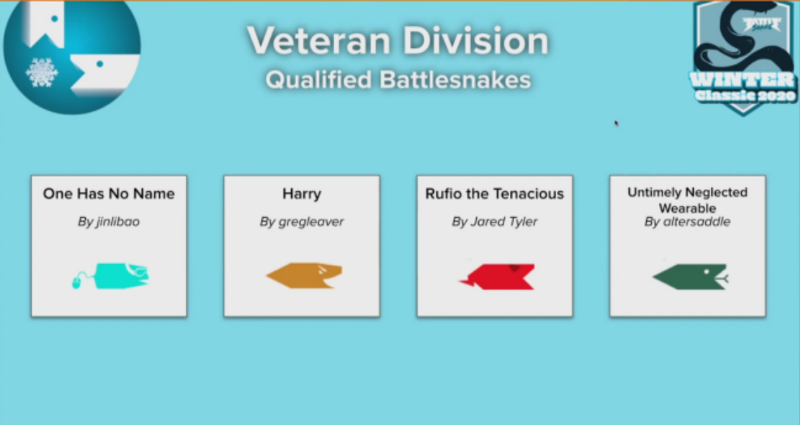 Veteran Division
Qualified Battlesnakes
WINTER
Classic 2020
One Has No Name
By jinlibao
Harry
By gregleaver
Rufio the Tenacious
By Jared Tyler
Untimely Neglected
Wearable
By altersaddle